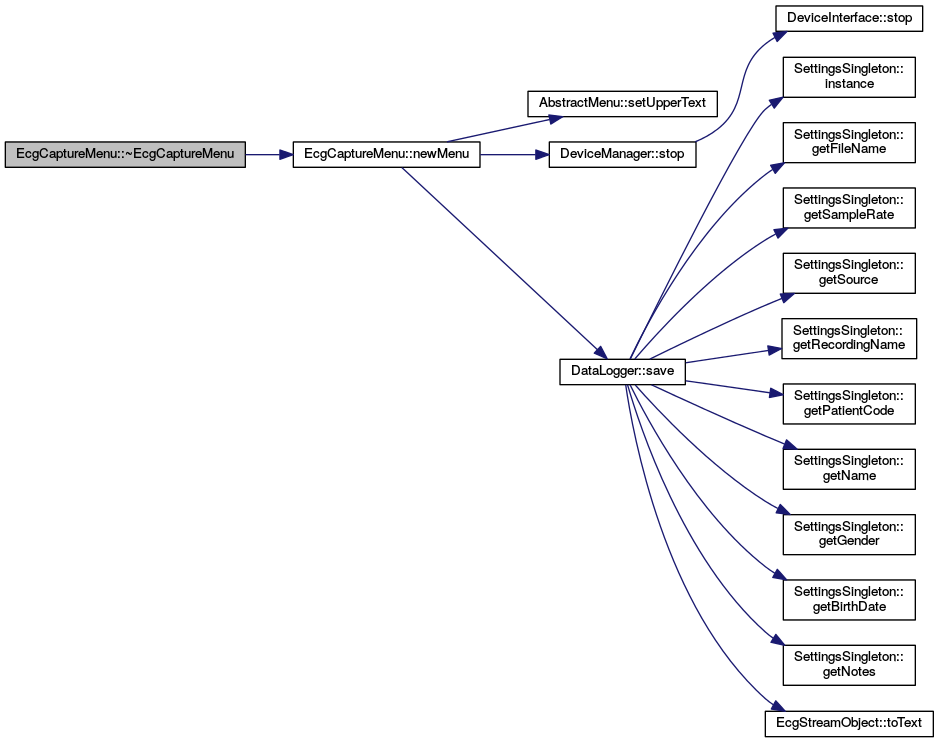 DeviceInterface::stop
SettingsSingleton::
instance
AbstractMenu::setUpperText
SettingsSingleton::
getFileName
EcgCaptureMenu::~EcgCaptureMenu
EcgCaptureMenu::newMenu
DeviceManager::stop
SettingsSingleton::
getSampleRate
SettingsSingleton::
getSource
SettingsSingleton::
getRecordingName
DataLogger::save
SettingsSingleton::
getPatientCode
SettingsSingleton::
getName
SettingsSingleton::
getGender
SettingsSingleton::
getBirthDate
SettingsSingleton::
getNotes
EcgStreamObject::toText